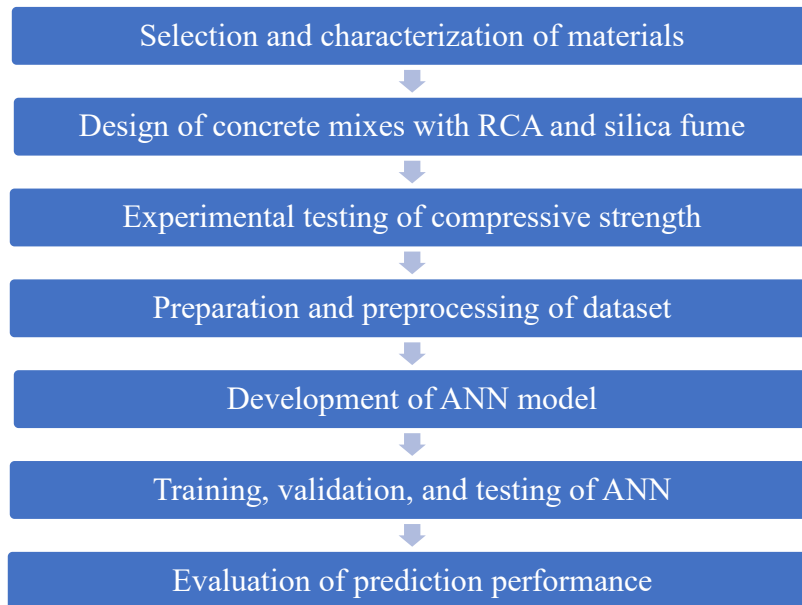 Selection and characterization of materials
Design of concrete mixes with RCA and silica fume
Experimental testing of compressive strength
Preparation and preprocessing of dataset
Development of ANN model
Training, validation, and testing of ANN
Evaluation of prediction performance